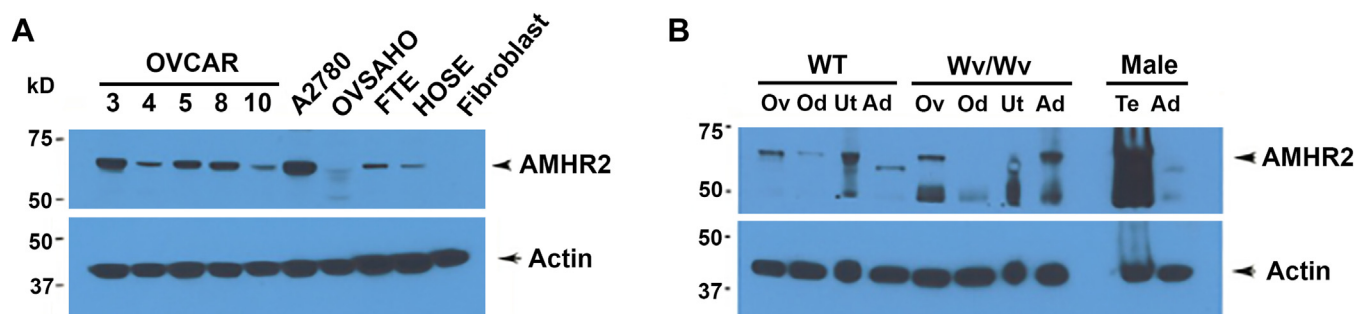 A
OVCAR
3 4 5 8 10 A2780 OVSAHO FTE HOSE Fibroblast
kD
75
50
AMHR2
50
37
Actin
B
WT Wv/Wv Male
Ov Od Ut Ad Ov Od Ut Ad Te Ad
75
50
AMHR2
50
37
Actin